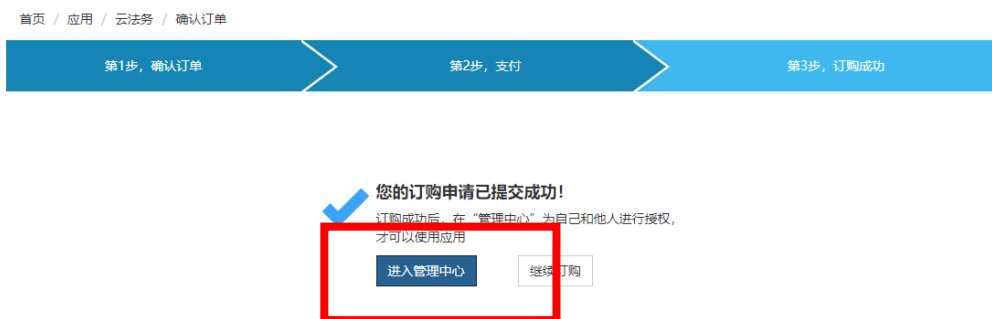 首页 / 应用 / 云法务 / 确认订单
第1步，确认订单 第2步，支付 第3步，订购成功
您的订购申请已提交成功！
订购成功后，在“管理中心”为自己和他人进行授权，
才可以使用应用
进入管理中心 继续订购